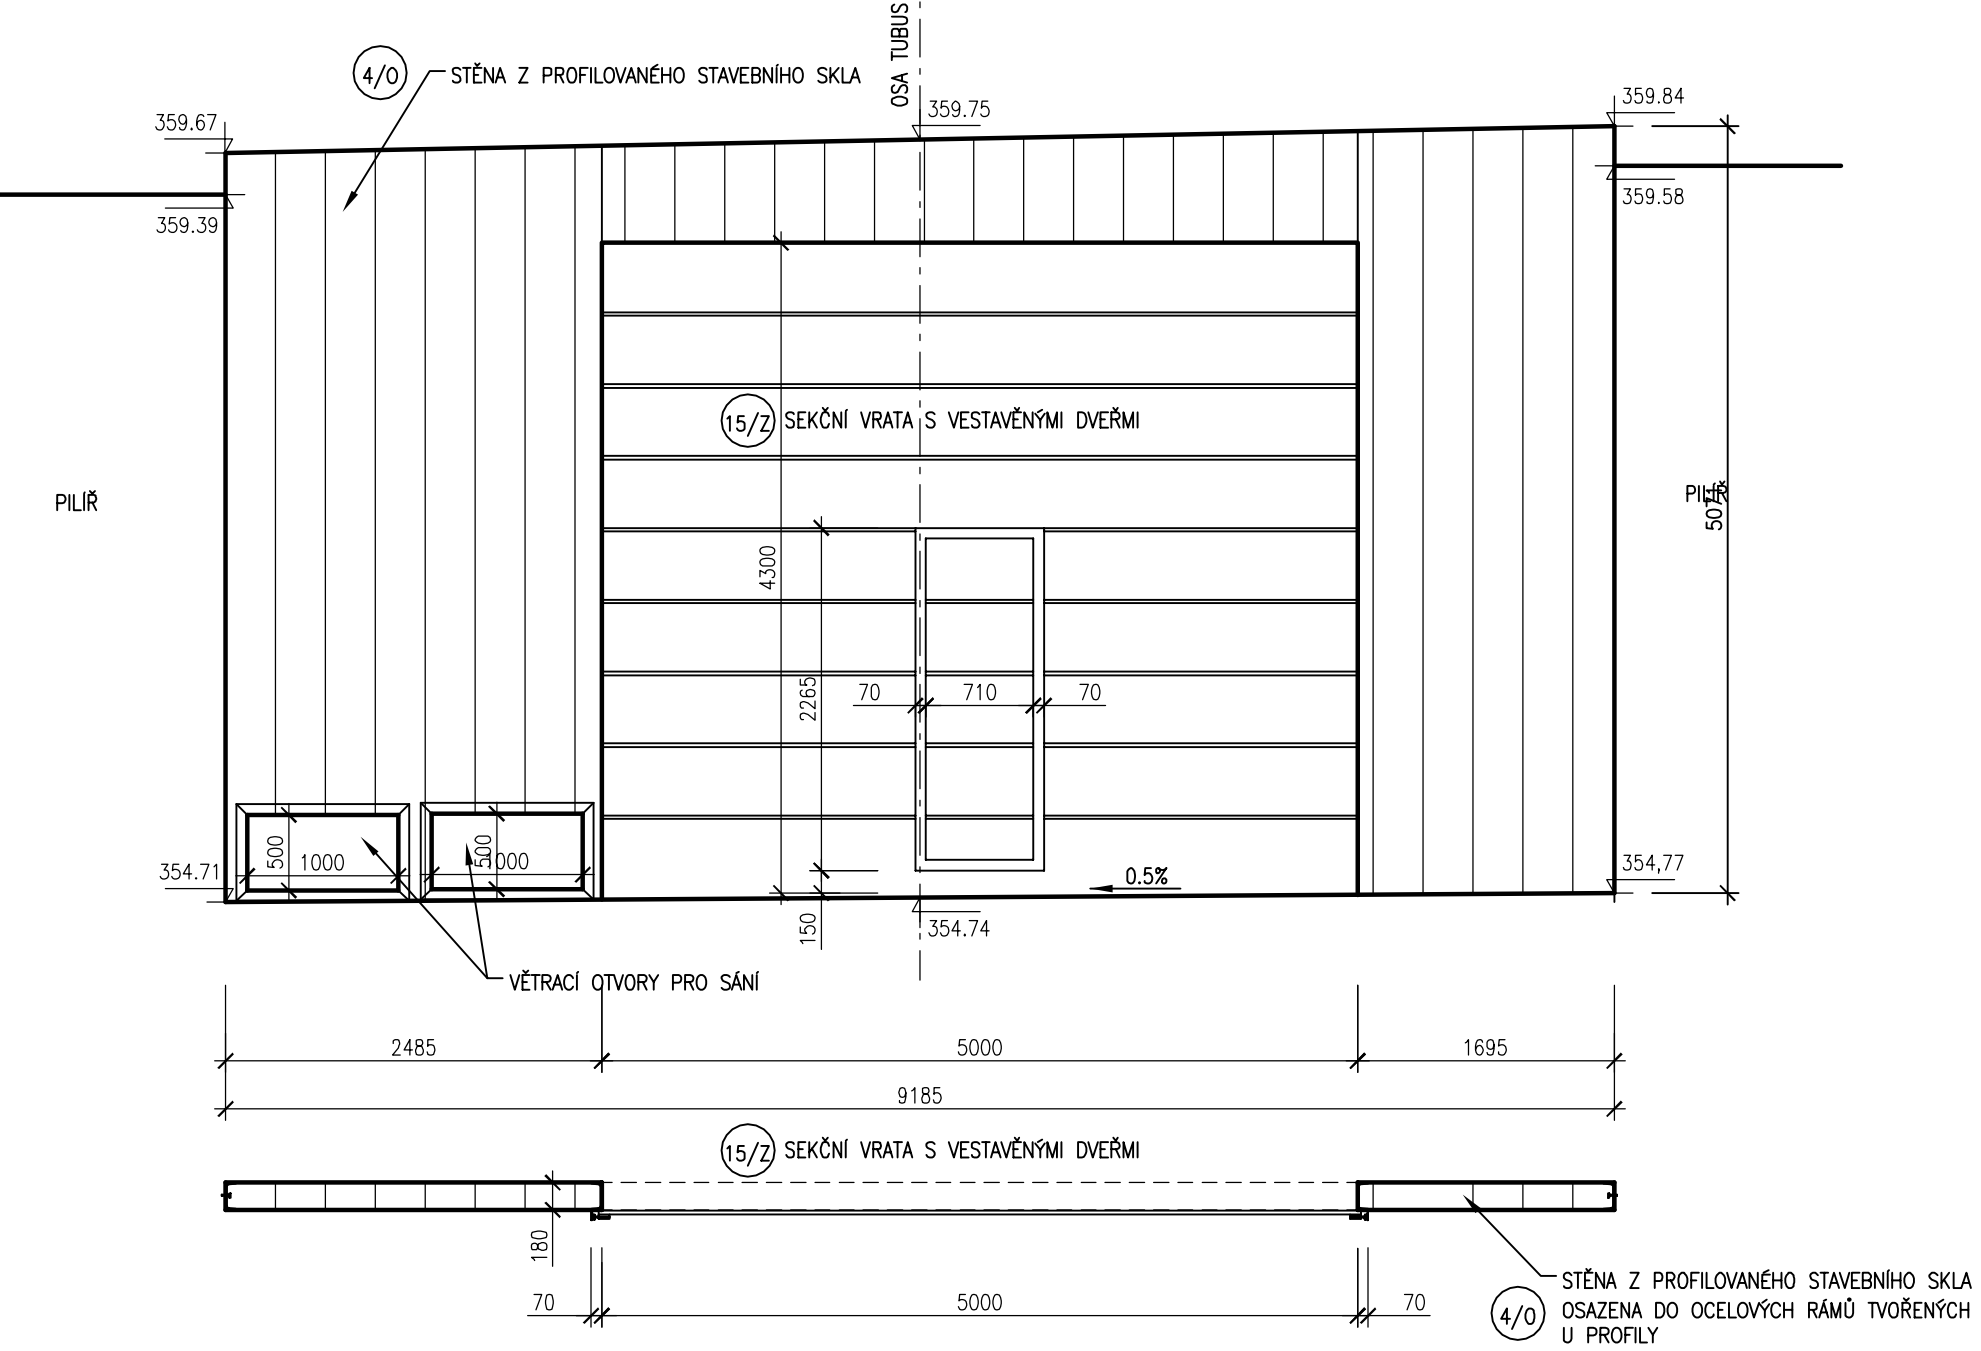 OSA TUBUS
4/0
STĚNA Z PROFILOVANÉHO STAVEBNÍHO SKLA
359.67
359.75
359.84
359.39
359.58
15/Z
SEKČNÍ VRATA S VESTAVĚNÝMI DVEŘMI
PILÍŘ
PILÍŘ
5071
4300
2265
70
710
70
500
1000
500
1000
354.71
354,77
0.5%
150
354.74
VĚTRACÍ OTVORY PRO SÁNÍ
2485
5000
1695
9185
15/Z
SEKČNÍ VRATA S VESTAVĚNÝMI DVEŘMI
180
70
5000
70
STĚNA Z PROFILOVANÉHO STAVEBNÍHO SKLA
4/0
OSAZENA DO OCELOVÝCH RÁMŮ TVOŘENÝCH
U PROFILY